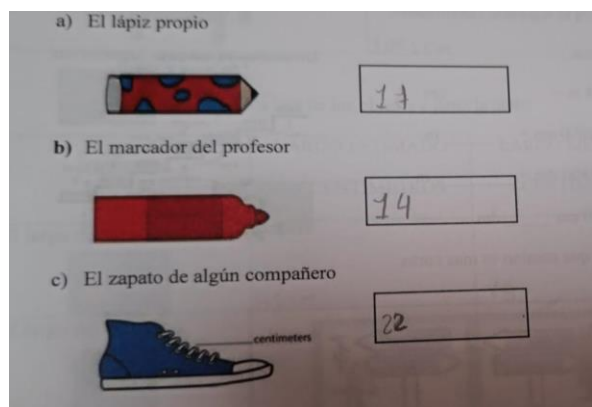 a) El lápiz propio
17
b) El marcador del profesor
14
c) El zapato de algún compañero
centimeters
22